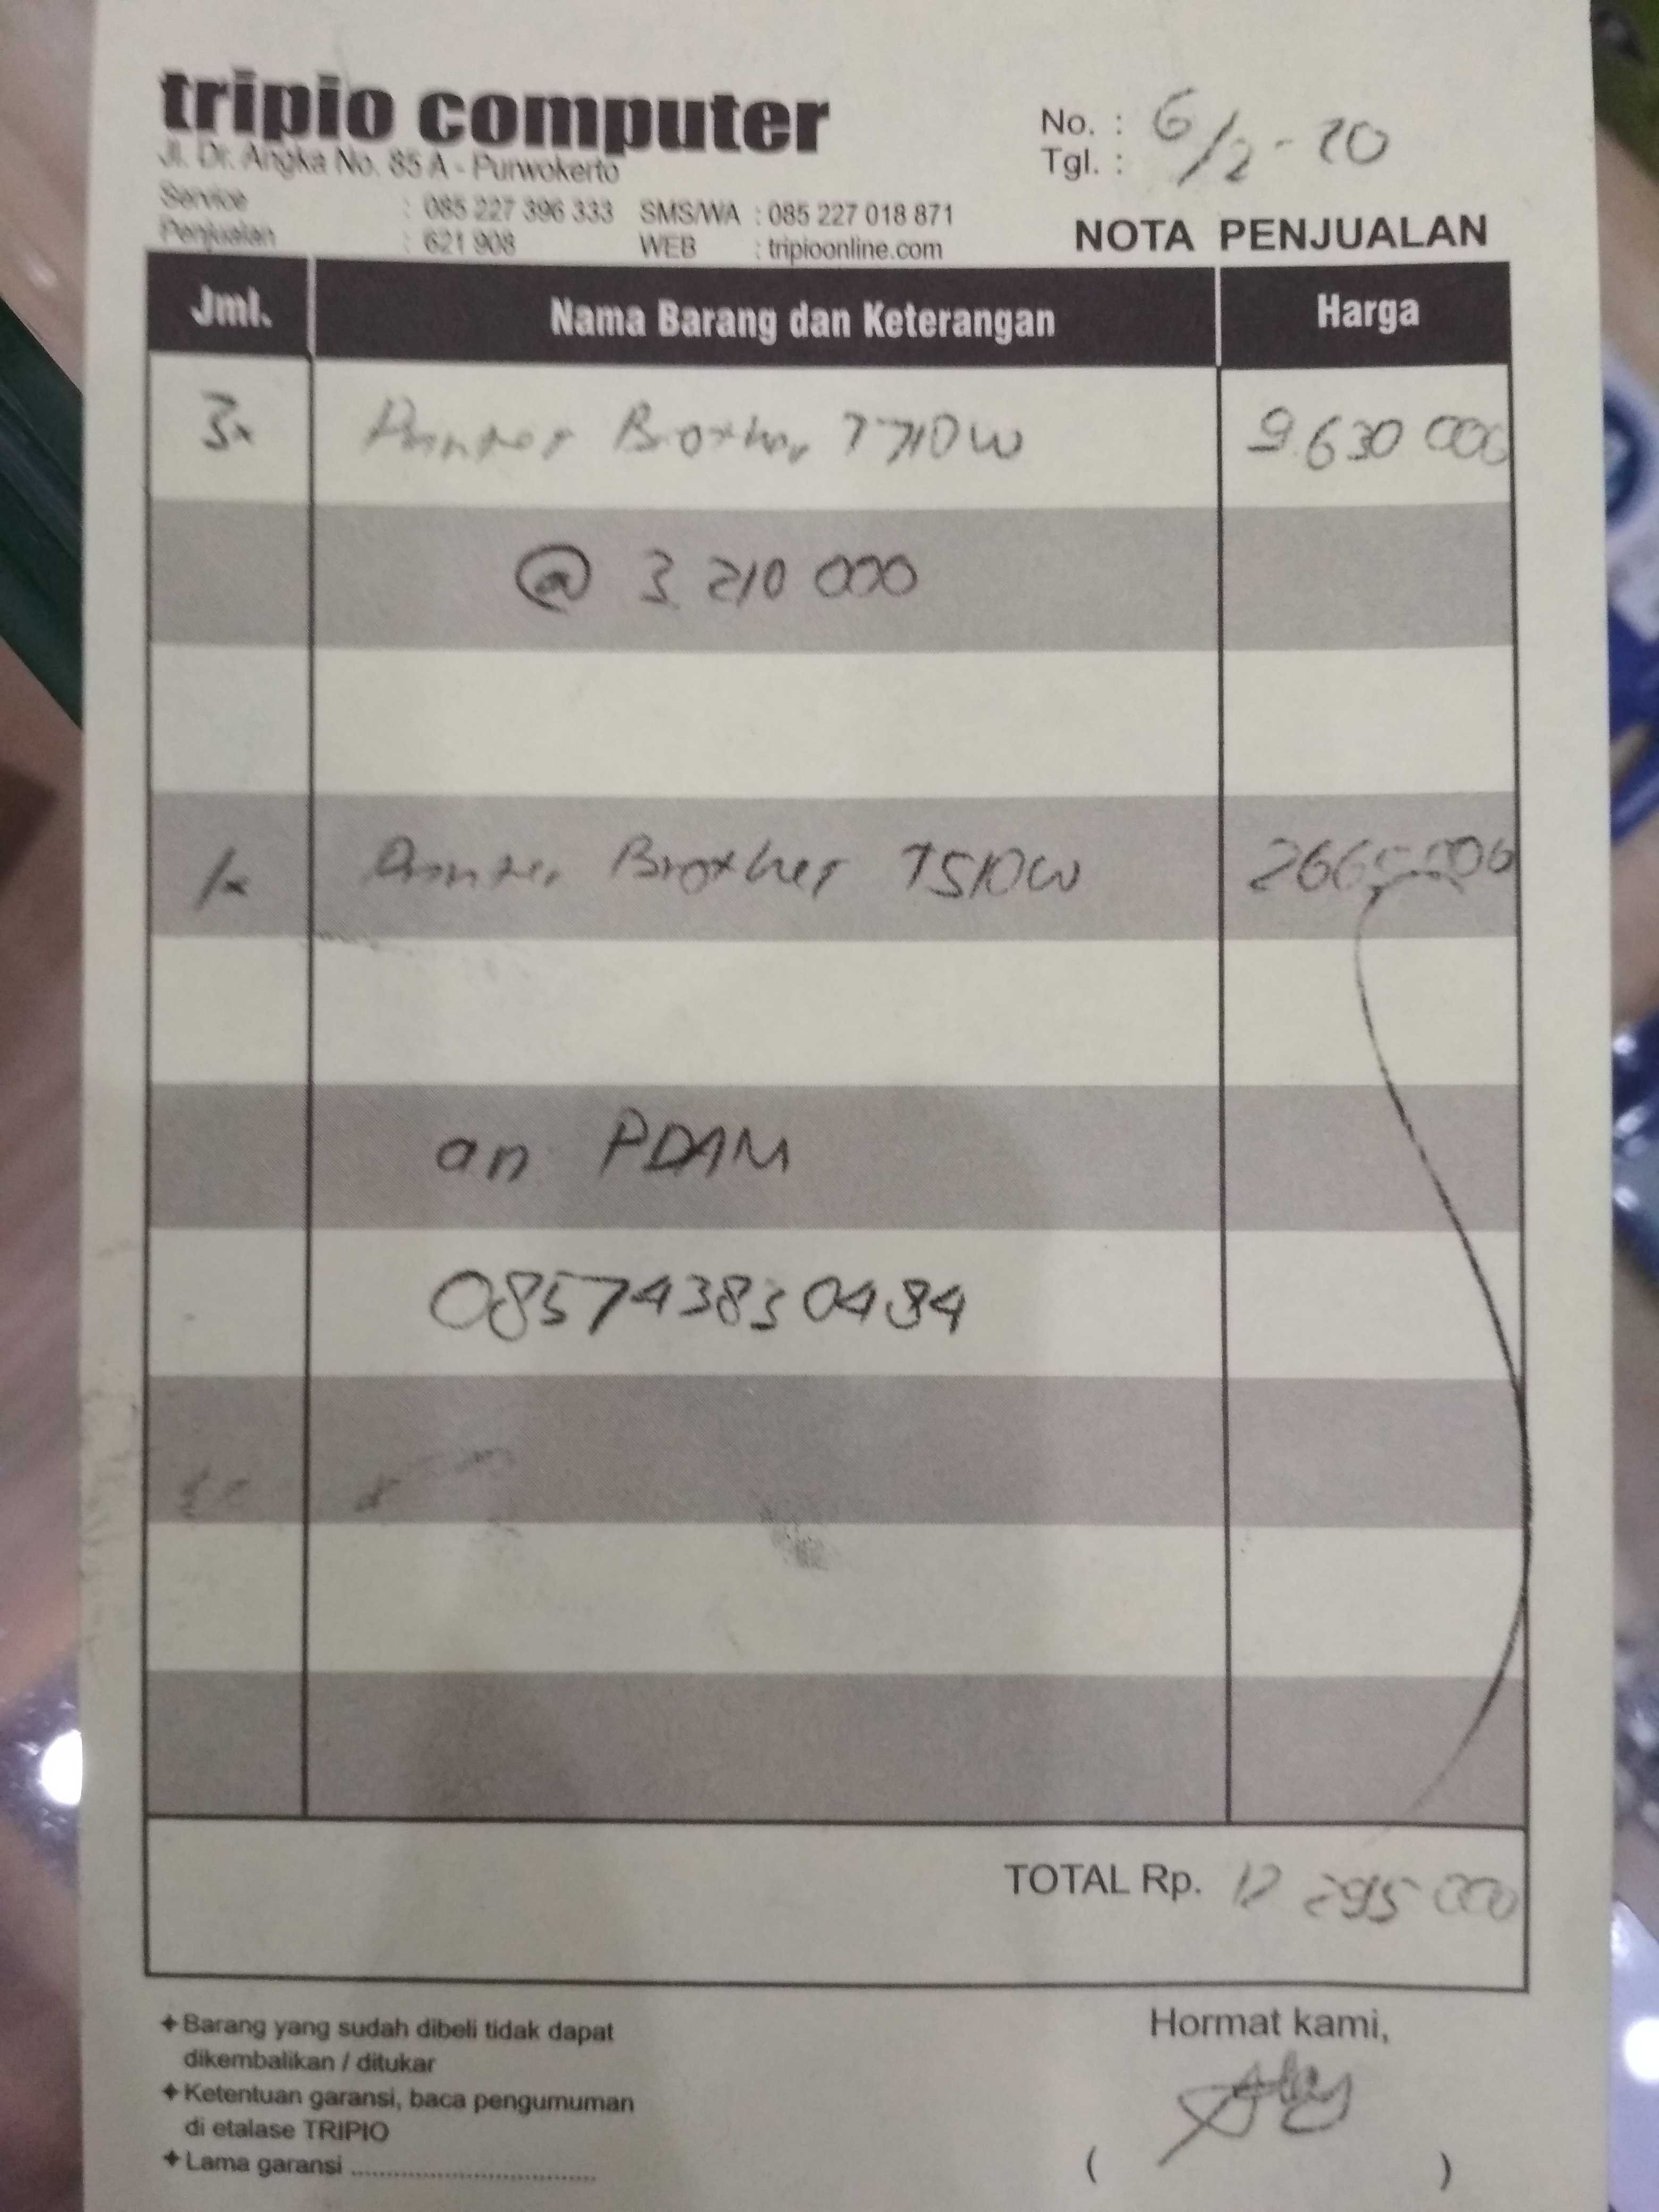 tripio computer
Jl. Dr. Angka No. 85 A - Purwokerto
Service : 085 227 396 333 SMS/WA : 085 227 018 871
Penjualan : 621 908 WEB : tripioonline.com
No. :
Tgl. : 6/2-20
NOTA PENJUALAN
Jml. Nama Barang dan Keterangan Harga
3x Printer Brother T710W 9.630 000
@ 3 210 000
1x Printer Brother T510W 2665000
an PDAM
085743830484
TOTAL Rp. 12 295 000
✦ Barang yang sudah dibeli tidak dapat
dikembalikan / ditukar
✦ Ketentuan garansi, baca pengumuman
di etalase TRIPIO
✦ Lama garansi ..............................
Hormat kami,
( )